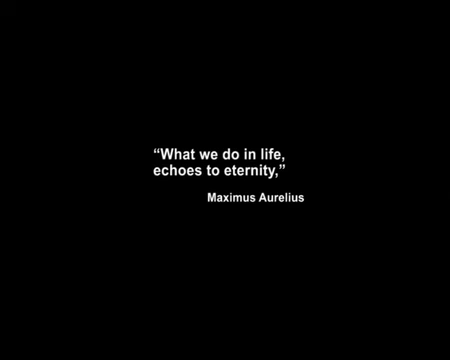 “What we do in life,
echoes to eternity,”
Maximus Aurelius